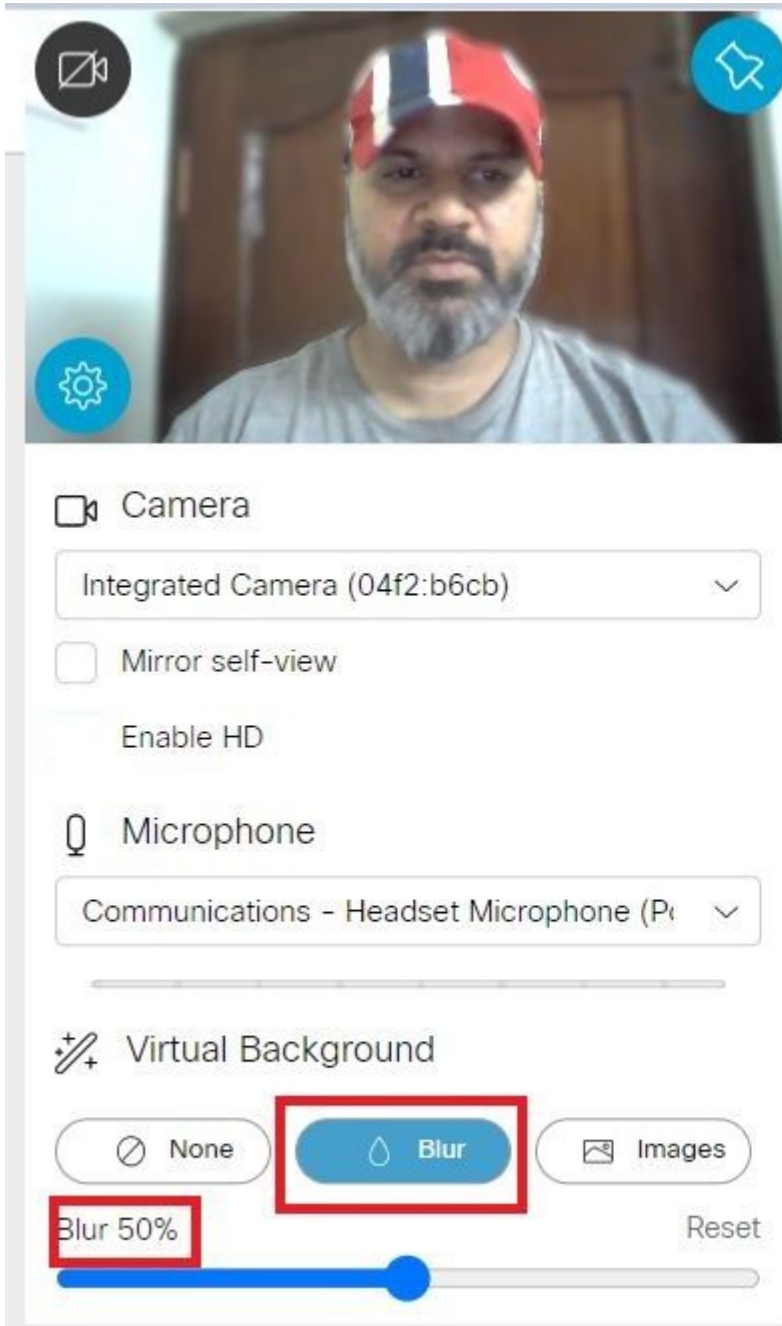 Camera
Integrated Camera (04f2:b6cb)
Mirror self-view
Enable HD
Microphone
Communications - Headset Microphone (Po
Virtual Background
None
Blur
Images
Blur 50%
Reset